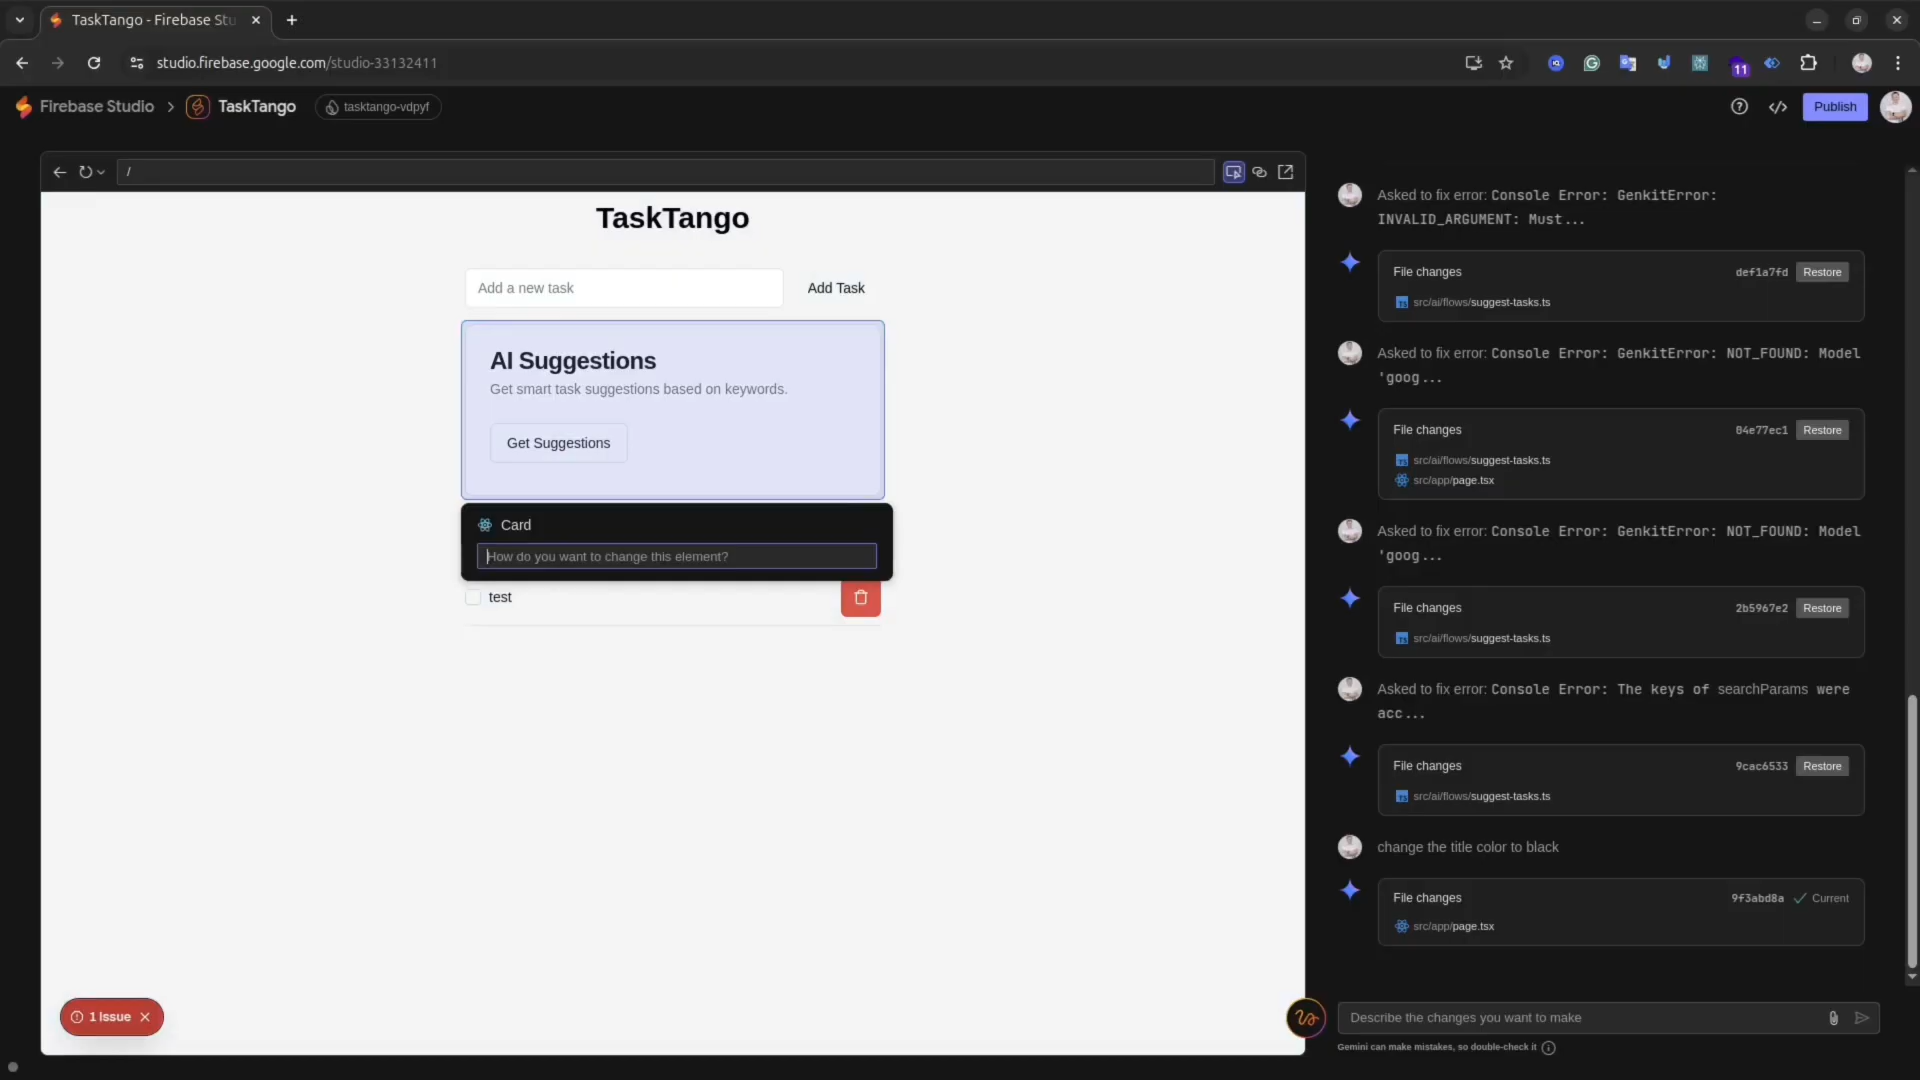 TaskTango - Firebase Stu
studio.firebase.google.com/studio-33132411
11
Firebase Studio > TaskTango tasktango-vdpyf
Publish
/
TaskTango
Add a new task
Add Task
AI Suggestions
Get smart task suggestions based on keywords.
Get Suggestions
Card
How do you want to change this element?
test
1 Issue
Asked to fix error: Console Error: GenkitError:
INVALID_ARGUMENT: Must...
File changes def1a7fd Restore
src/ai/flows/suggest-tasks.ts
Asked to fix error: Console Error: GenkitError: NOT_FOUND: Model
'goog...
File changes 04e77ec1 Restore
src/ai/flows/suggest-tasks.ts
src/app/page.tsx
Asked to fix error: Console Error: GenkitError: NOT_FOUND: Model
'goog...
File changes 2b5967e2 Restore
src/ai/flows/suggest-tasks.ts
Asked to fix error: Console Error: The keys of searchParams were
acc...
File changes 9cac6533 Restore
src/ai/flows/suggest-tasks.ts
change the title color to black
File changes 9f3abd8a Current
src/app/page.tsx
Describe the changes you want to make
Gemini can make mistakes, so double-check it